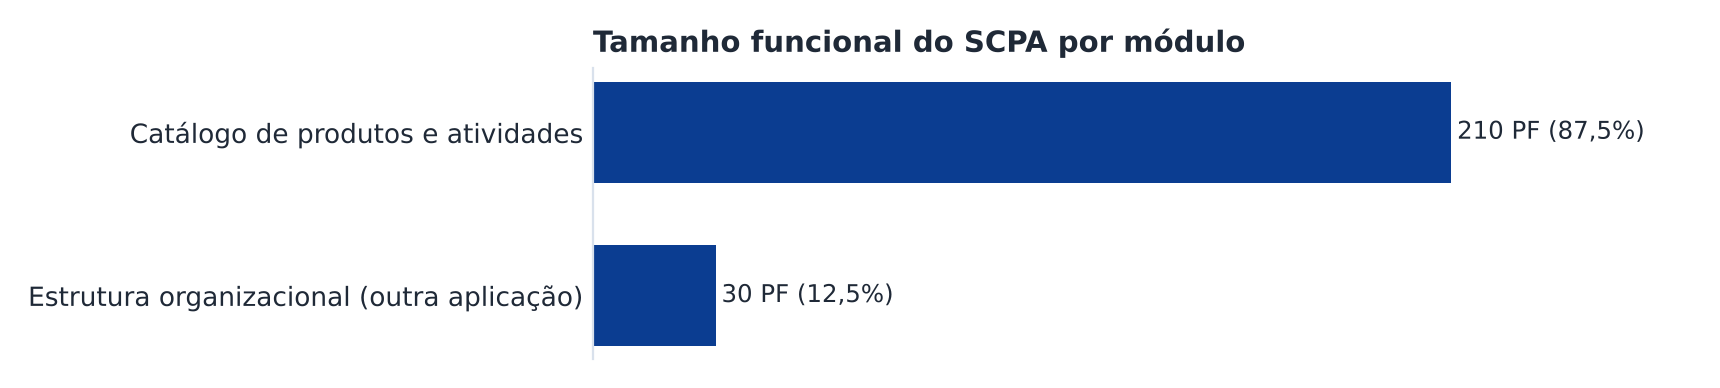 Tamanho funcional do SCPA por módulo
Catálogo de produtos e atividades
210 PF (87,5%)
Estrutura organizacional (outra aplicação)
30 PF (12,5%)